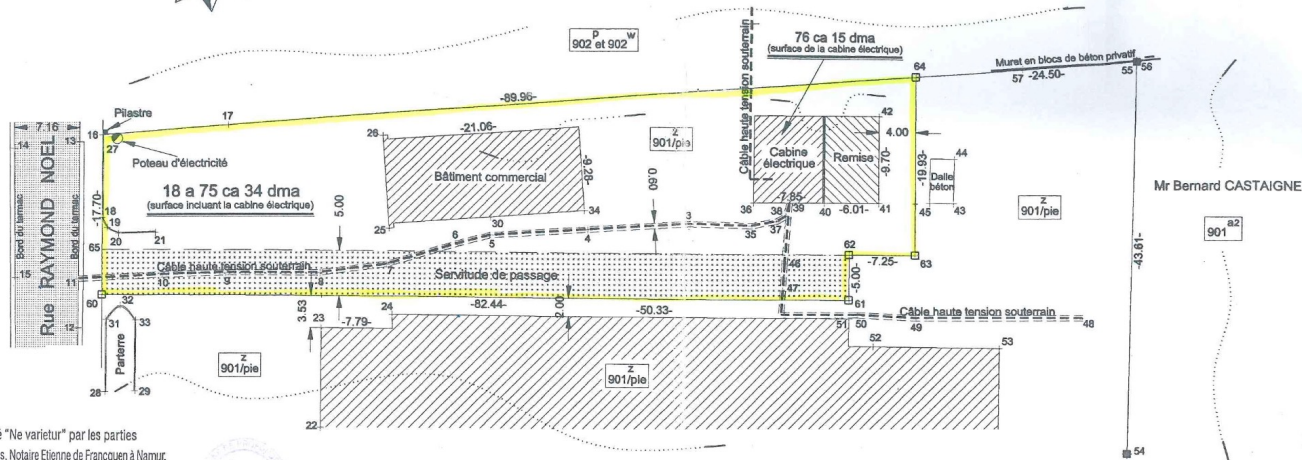 p w
902 et 902
76 ca 15 dma
(surface de la cabine électrique)
Câble haute tension souterrain
64
Muret en blocs de béton privatif
57 -24.50-
55 56
-89.96-
17
Pilastre
16
27
Poteau d'électricité
7.16
13
14
Rue RAYMOND NOEL
Bord du tarmac
Bord du tarmac
26
-21.06-
-9.28-
Bâtiment commercial
z
901/pie
0.60
Cabine électrique
Remise
42
4.00
-9.70-
-19.93-
44
Dalle béton
18 a 75 ca 34 dma
(surface incluant la cabine électrique)
-17.70-
5.00
18
19
20
21
25
30
34
36
38
-7.85-
39
40
-6.01-
41
45
43
z
901/pie
Mr Bernard CASTAIGNE
a2
901
-43.61-
65
6
5
4
3
35
37
15
11
10
9
8
7
Câble haute tension souterrain
Servitude de passage
46
47
62
-7.25-
63
-5.00-
61
60
32
31
33
12
3.53
23
-7.79-
24
-82.44-
2.00
-50.33-
51
50
49
Câble haute tension souterrain
48
52
53
Parterre
28
29
z
901/pie
z
901/pie
22
54
"Ne varietur" par les parties
Notaire Etienne de Francquen à Namur.